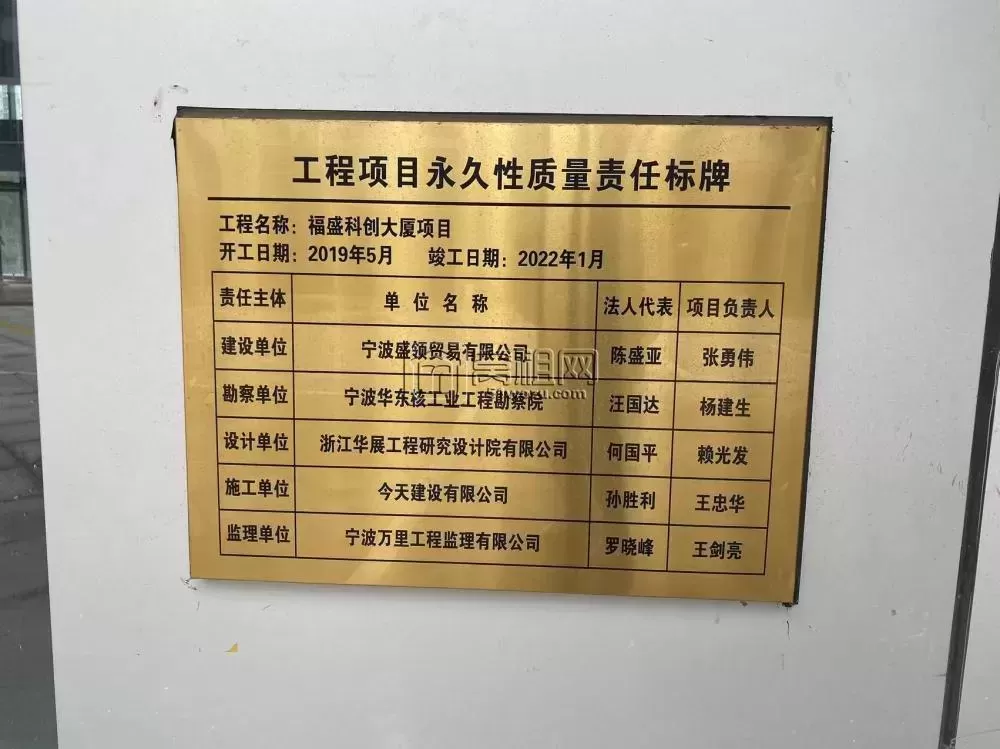 工程项目永久性质量责任标牌
工程名称：福盛科创大厦项目
开工日期：2019年5月 竣工日期：2022年1月
责任主体 单位名称 法人代表 项目负责人
建设单位 宁波盛领贸易有限公司 陈盛亚 张勇伟
勘察单位 宁波华东核工业工程勘察院 汪国达 杨建生
设计单位 浙江华展工程研究设计院有限公司 何国平 赖光发
施工单位 今天建设有限公司 孙胜利 王忠华
监理单位 宁波万里工程监理有限公司 罗晓峰 王剑亮